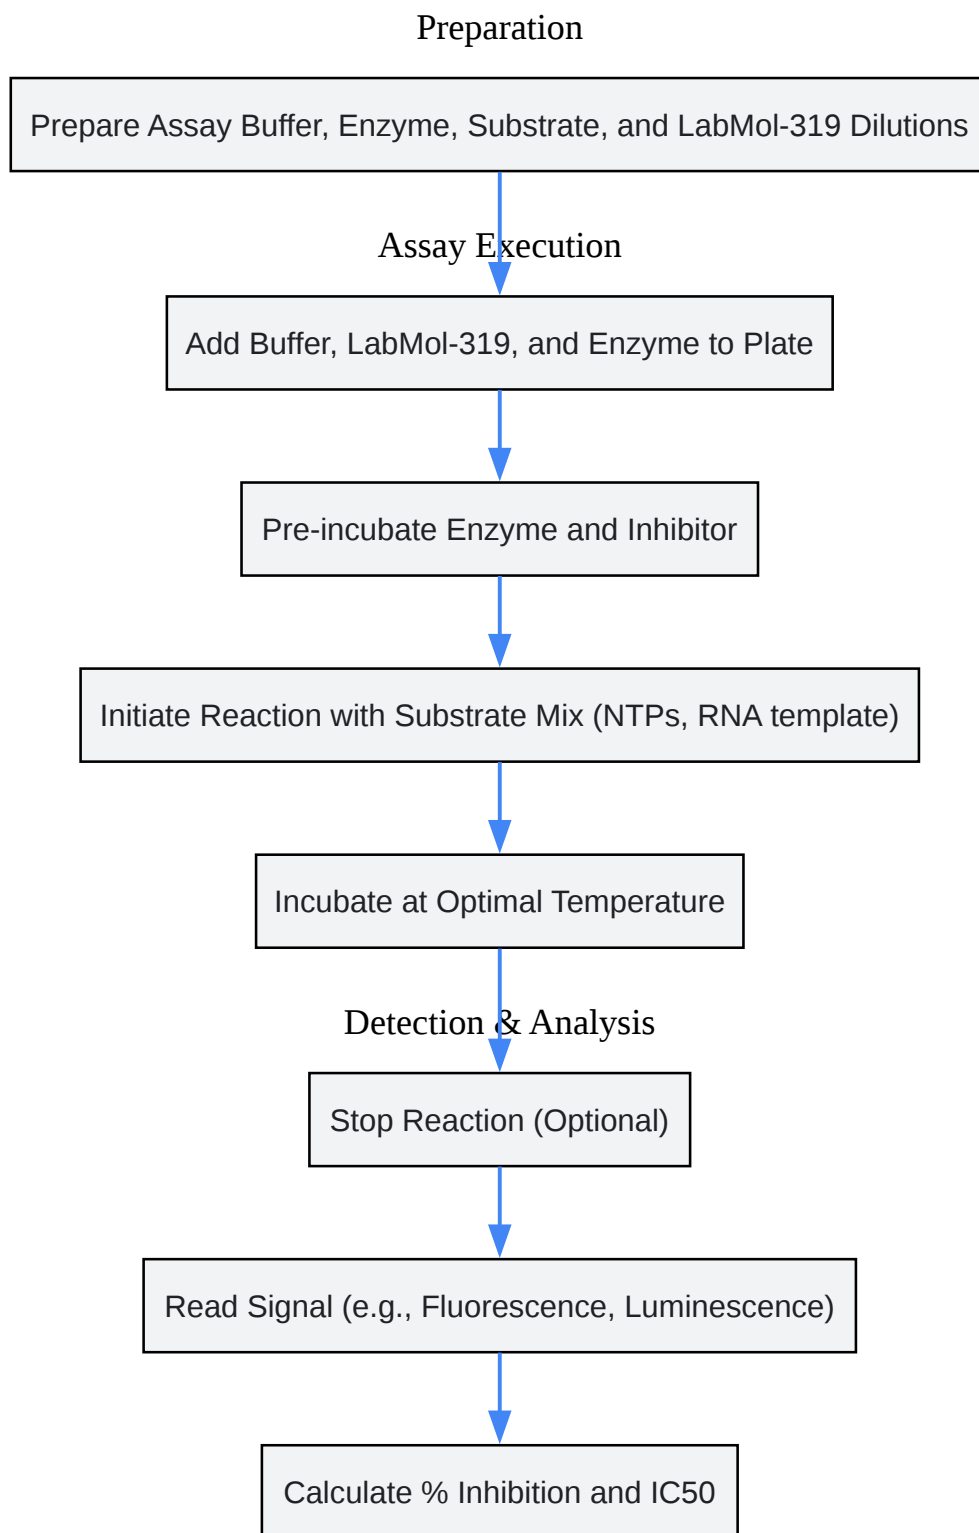 Preparation
Prepare Assay Buffer, Enzyme, Substrate, and LabMol-319 Dilutions
Assay Execution
Add Buffer, LabMol-319, and Enzyme to Plate
Pre-incubate Enzyme and Inhibitor
Initiate Reaction with Substrate Mix (NTPs, RNA template)
Incubate at Optimal Temperature
Detection & Analysis
Stop Reaction (Optional)
Read Signal (e.g., Fluorescence, Luminescence)
Calculate % Inhibition and IC50